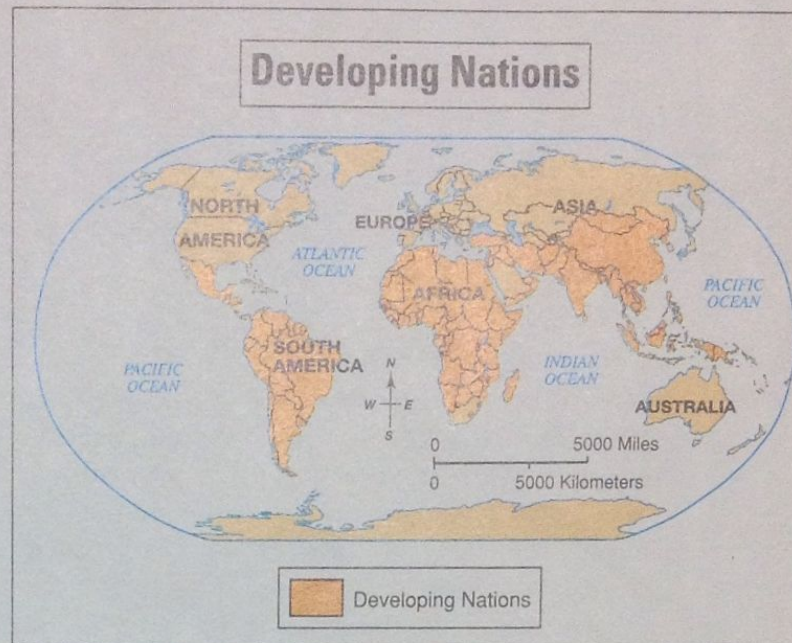 Developing Nations
NORTH
AMERICA
EUROPE
ASIA
ATLANTIC
OCEAN
AFRICA
PACIFIC
OCEAN
SOUTH
AMERICA
PACIFIC
OCEAN
INDIAN
OCEAN
N
W E
S
AUSTRALIA
0 5000 Miles
0 5000 Kilometers
Developing Nations